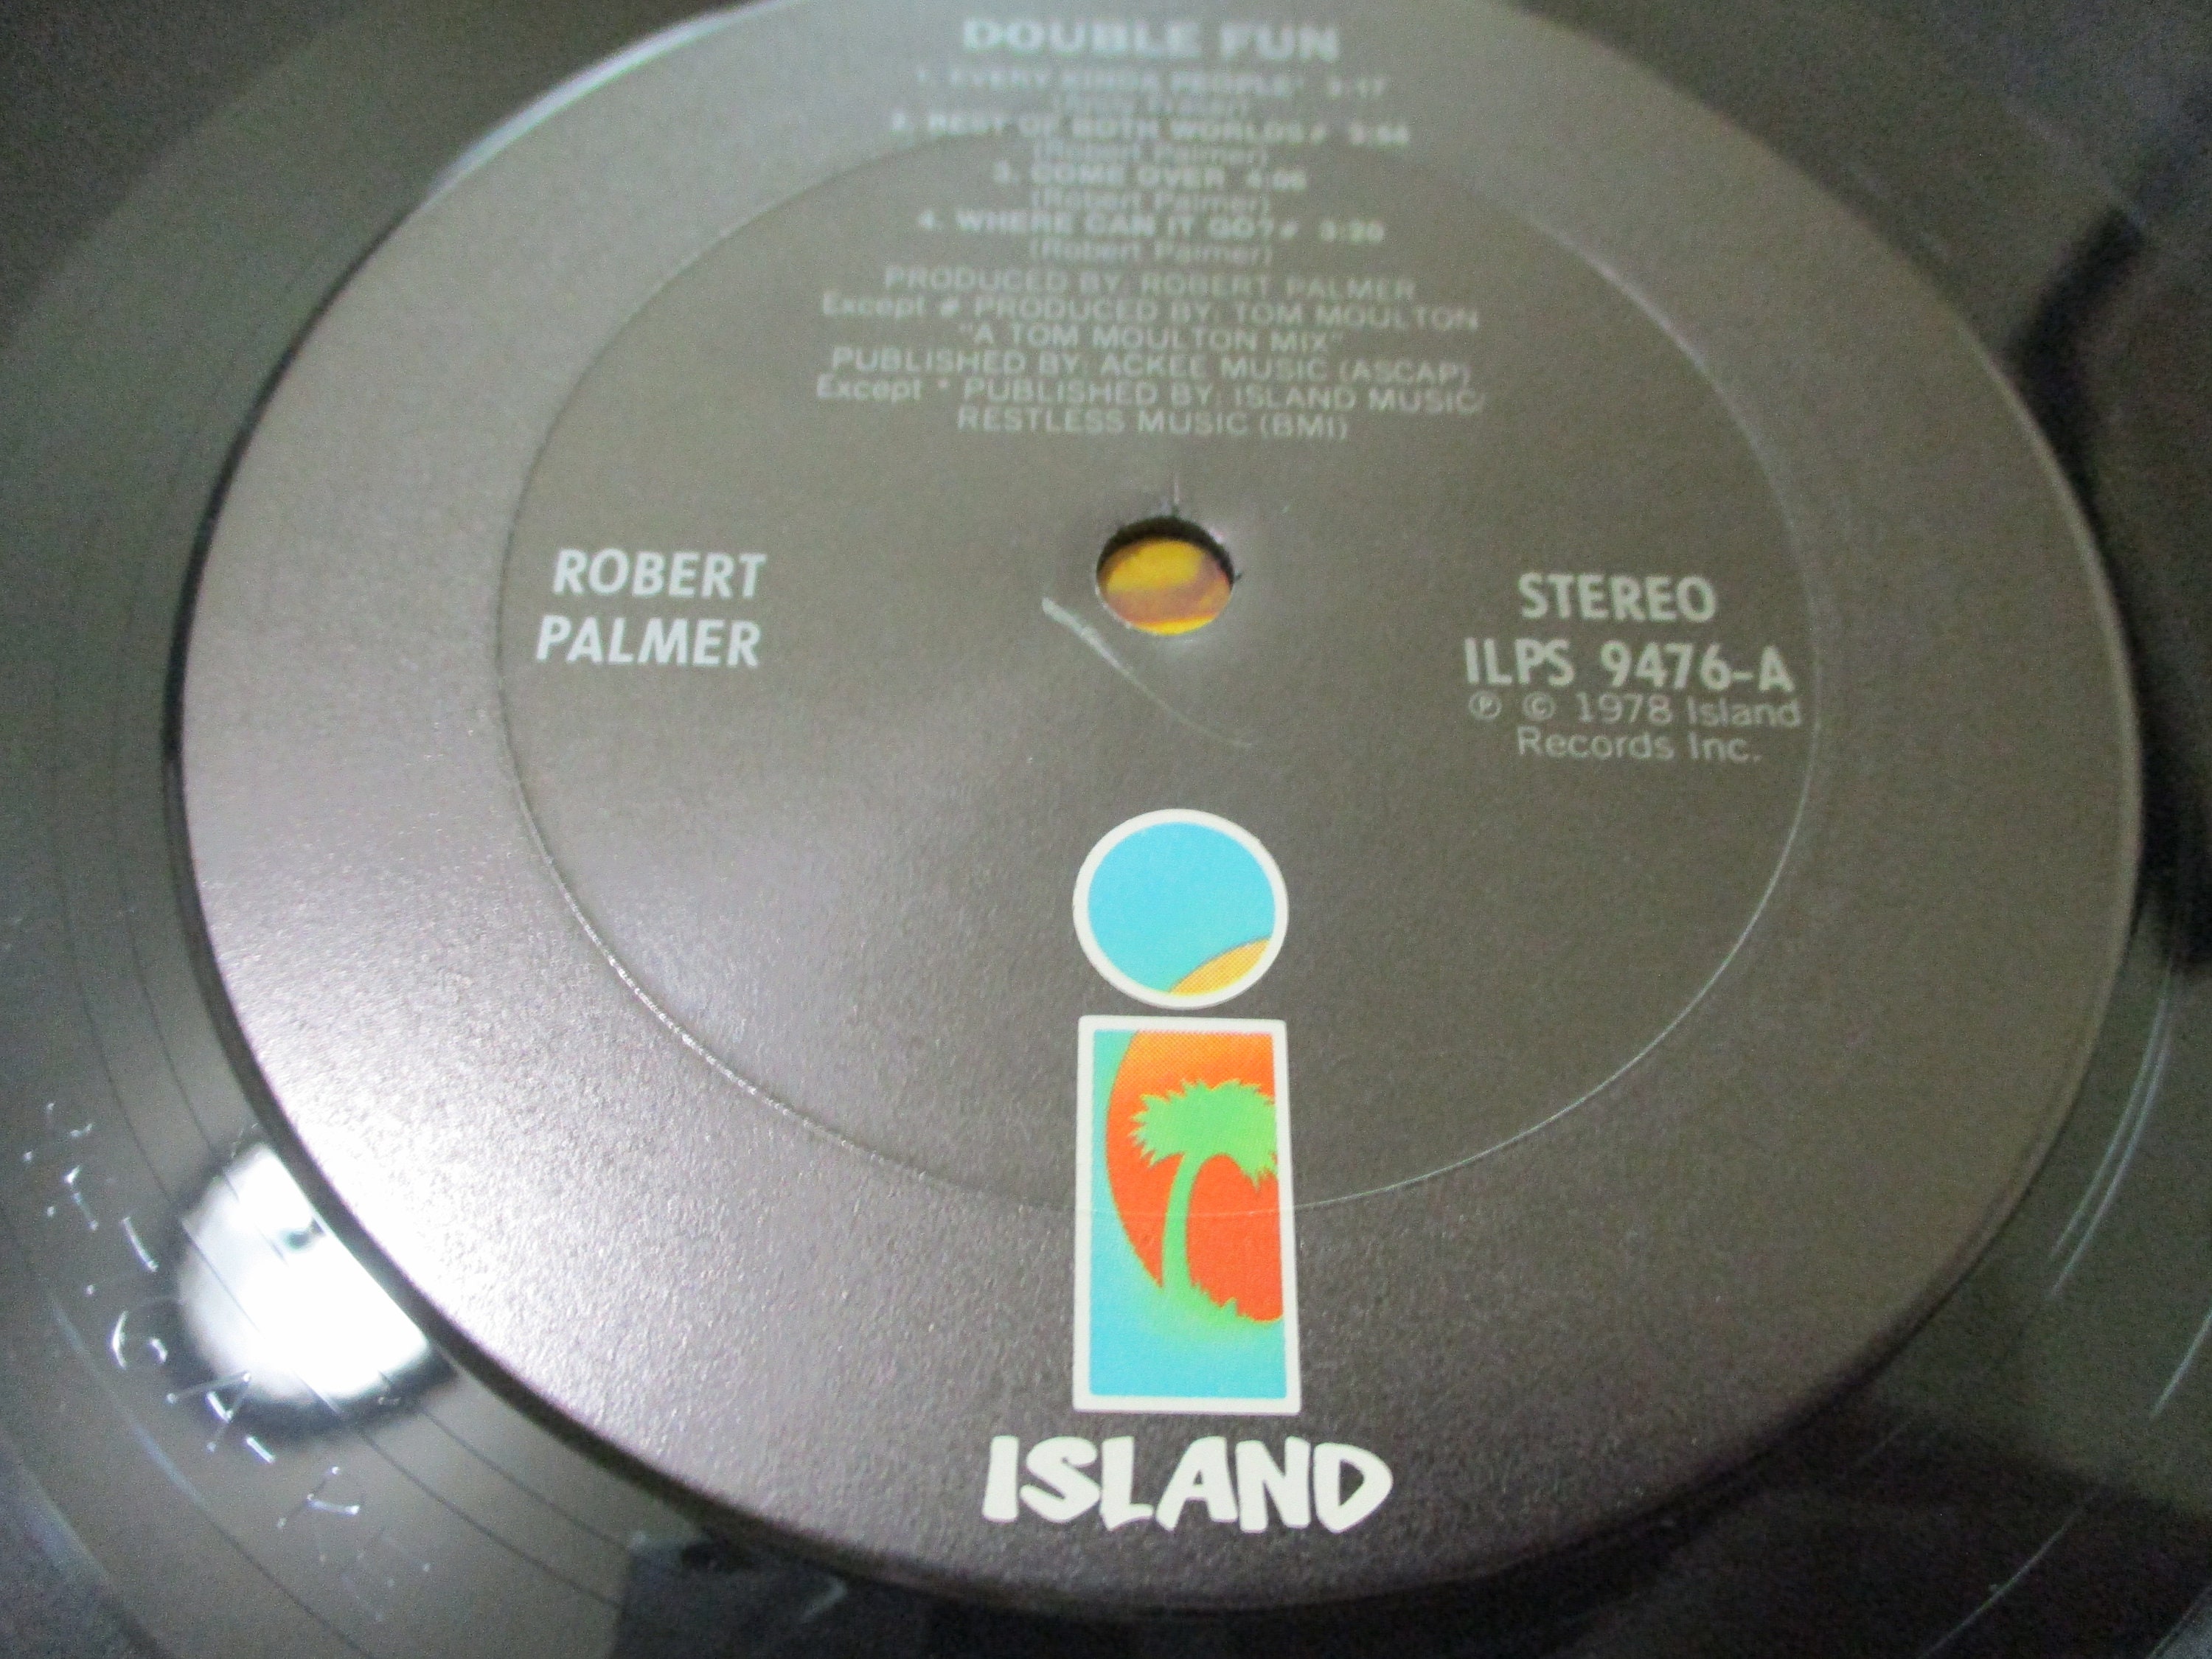 DOUBLE FUN
1. EVERY KINDA PEOPLE* 3:17
2. BEST OF BOTH WORLDS# 3:54
(Robert Palmer)
3. COME OVER 4:06
(Robert Palmer)
4. WHERE CAN IT GO?# 3:20
(Robert Palmer)
PRODUCED BY: ROBERT PALMER
Except # PRODUCED BY: TOM MOULTON
"A TOM MOULTON MIX"
PUBLISHED BY: ACKEE MUSIC (ASCAP)
Except * PUBLISHED BY: ISLAND MUSIC/
RESTLESS MUSIC (BMI)
ROBERT
PALMER
STEREO
ILPS 9476-A
℗ © 1978 Island
Records Inc.
ISLAND